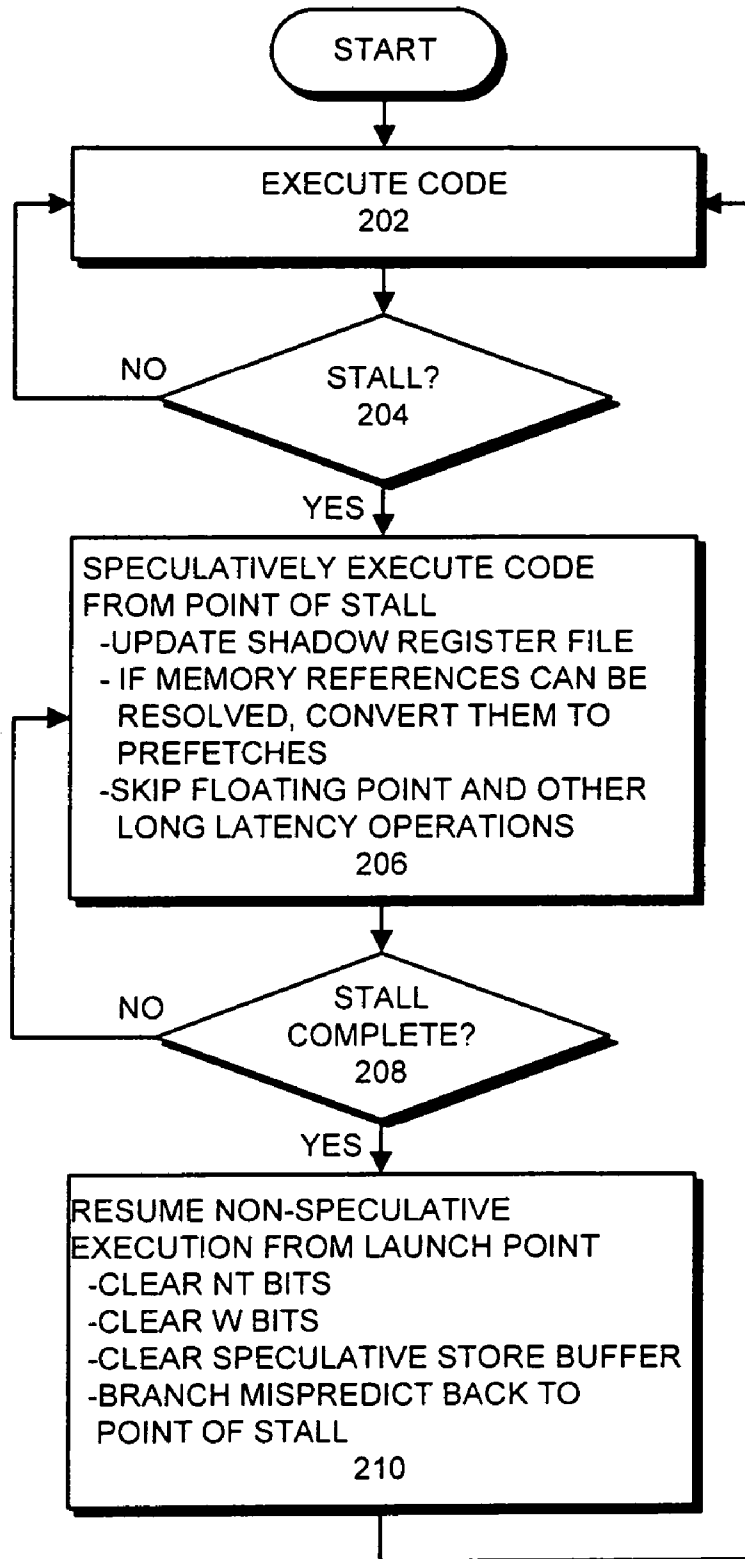 START
EXECUTE CODE
202
NO
STALL?
204
YES
SPECULATIVELY EXECUTE CODE
FROM POINT OF STALL
-UPDATE SHADOW REGISTER FILE
- IF MEMORY REFERENCES CAN BE
RESOLVED, CONVERT THEM TO
PREFETCHES
-SKIP FLOATING POINT AND OTHER
LONG LATENCY OPERATIONS
206
NO
STALL
COMPLETE?
208
YES
RESUME NON-SPECULATIVE
EXECUTION FROM LAUNCH POINT
-CLEAR NT BITS
-CLEAR W BITS
-CLEAR SPECULATIVE STORE BUFFER
-BRANCH MISPREDICT BACK TO
POINT OF STALL
210